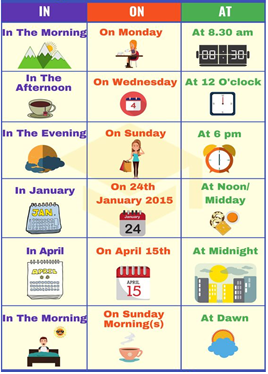 IN ON AT
In The Morning On Monday At 8.30 am
08 30
In The
Afternoon
On Wednesday
4
At 12 O'clock
In The Evening On Sunday At 6 pm
In January
JAN.
On 24th
January 2015
24
At Noon/
Midday
In April
APRIL
On April 15th
APRIL
15
At Midnight
In The Morning
On Sunday
Morning(s)
At Dawn